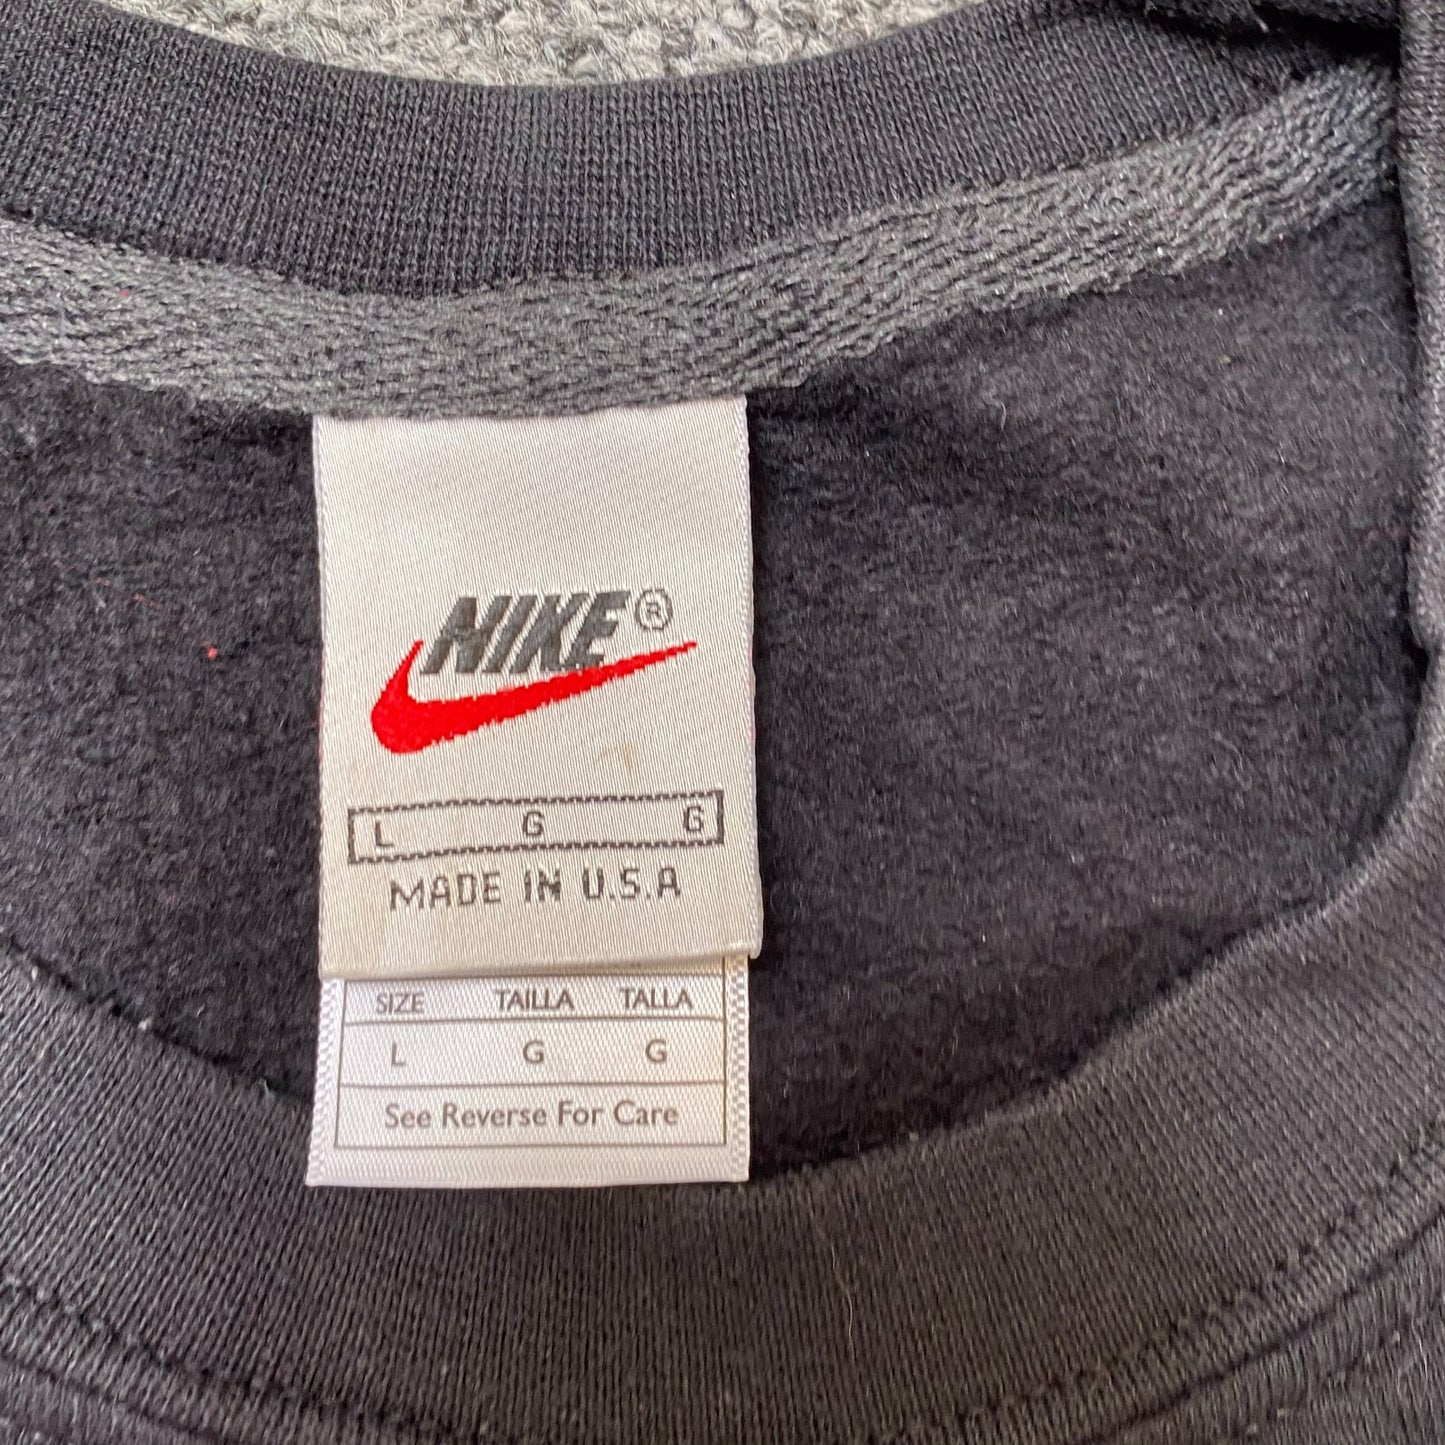 NIKE®
L G G
MADE IN U.S.A
SIZE TAILLA TALLA
L G G
See Reverse For Care